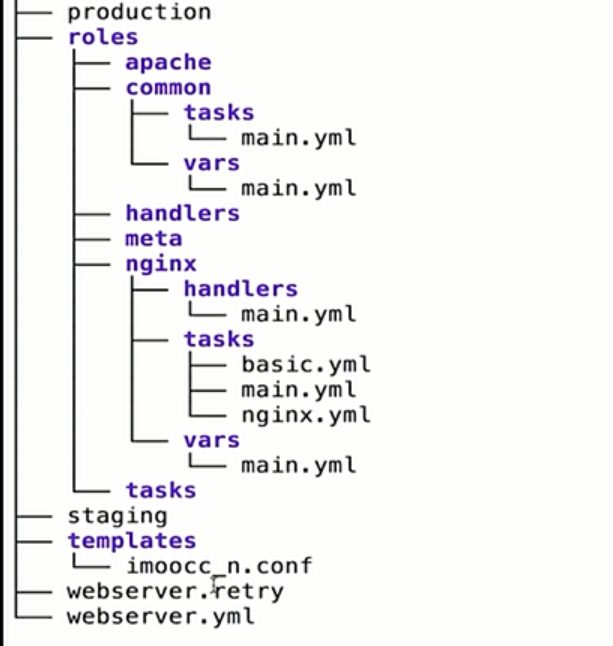 ├── production
├── roles
│   ├── apache
│   ├── common
│   │   ├── tasks
│   │   │   └── main.yml
│   │   └── vars
│   │       └── main.yml
│   ├── handlers
│   ├── meta
│   ├── nginx
│   │   ├── handlers
│   │   │   └── main.yml
│   │   ├── tasks
│   │   │   ├── basic.yml
│   │   │   ├── main.yml
│   │   │   └── nginx.yml
│   │   └── vars
│   │       └── main.yml
│   └── tasks
├── staging
├── templates
│   └── imoocc_n.conf
├── webserver.retry
└── webserver.yml